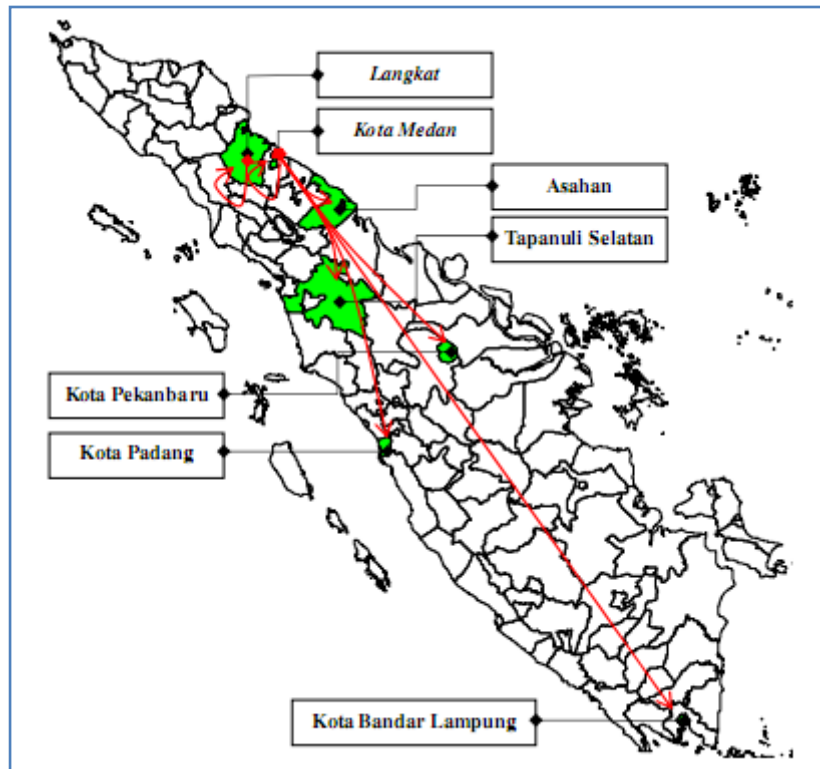 Langkat
Kota Medan
Asahan
Tapanuli Selatan
Kota Pekanbaru
Kota Padang
Kota Bandar Lampung